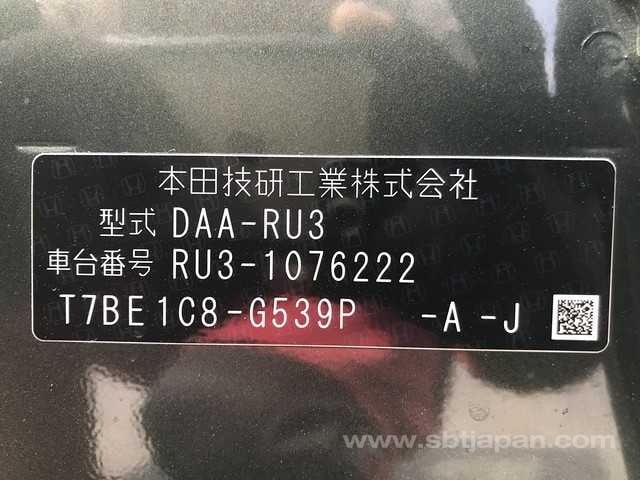 本田技研工業株式会社
型式 DAA-RU3
車台番号 RU3-1076222
T7BE1C8-G539P -A -J
www.sbtjapan.com